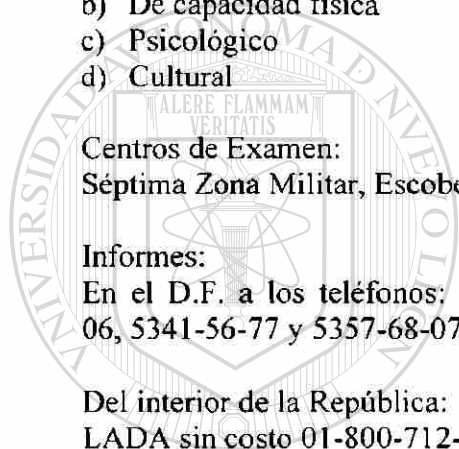 b) De capacidad física
c) Psicológico
d) Cultural
ALERE FLAMMAM
VERITATIS
Centros de Examen:
Séptima Zona Militar, Escobe
Informes:
En el D.F. a los teléfonos:
06, 5341-56-77 y 5357-68-07
Del interior de la República:
LADA sin costo 01-800-712-